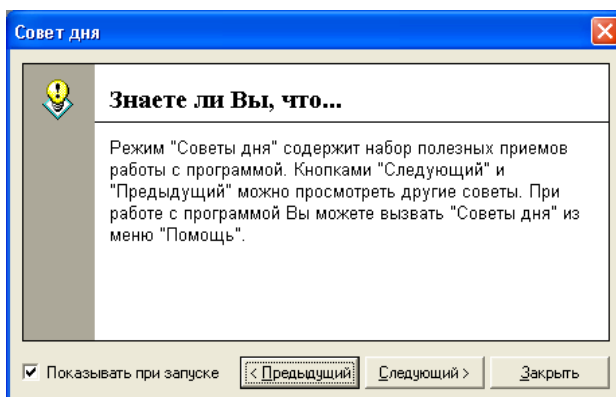 Совет дня
Знаете ли Вы, что...
Режим "Советы дня" содержит набор полезных приемов
работы с программой. Кнопками "Следующий" и
"Предыдущий" можно просмотреть другие советы. При
работе с программой Вы можете вызвать "Советы дня" из
меню "Помощь".
Показывать при запуске < Предыдущий Следующий > Закрыть